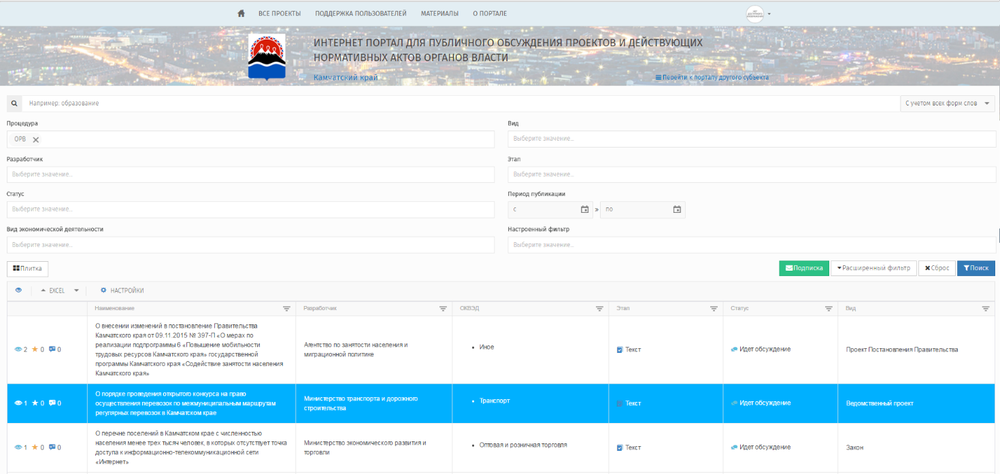 ВСЕ ПРОЕКТЫ ПОДДЕРЖКА ПОЛЬЗОВАТЕЛЕЙ МАТЕРИАЛЫ О ПОРТАЛЕ
ИНТЕРНЕТ ПОРТАЛ ДЛЯ ПУБЛИЧНОГО ОБСУЖДЕНИЯ ПРОЕКТОВ И ДЕЙСТВУЮЩИХ
НОРМАТИВНЫХ АКТОВ ОРГАНОВ ВЛАСТИ
Камчатский край Перейти к порталу другого субъекта
Например: образование С учетом всех форм слов
Процедура Вид
ОРВ Выберите значение...
Разработчик Этап
Выберите значение... Выберите значение...
Статус Период публикации
Выберите значение... с » по
Вид экономической деятельности Настроенный фильтр
Выберите значение... Выберите значение...
Плитка Подписка Расширенный фильтр Сброс Поиск
EXCEL НАСТРОЙКИ
Наименование Разработчик ОКВЭД Этап Статус Вид
2 0 0
О внесении изменений в постановление Правительства
Камчатского края от 09.11.2015 № 397-П «О мерах по
реализации подпрограммы 6 «Повышение мобильности
трудовых ресурсов Камчатского края» государственной
программы Камчатского края «Содействие занятости населения
Камчатского края»
Агентство по занятости населения и
миграционной политике
• Иное
Текст
Идет обсуждение
Проект Постановления Правительства
1 0 0
О порядке проведения открытого конкурса на право
осуществления перевозок по межмуниципальным маршрутам
регулярных перевозок в Камчатском крае
Министерство транспорта и дорожного
строительства
• Транспорт
Текст
Идет обсуждение
Ведомственный проект
1 0 0
О перечне поселений в Камчатском крае с численностью
населения менее трех тысяч человек, в которых отсутствует точка
доступа к информационно-телекоммуникационной сети
«Интернет»
Министерство экономического развития и
торговли
• Оптовая и розничная торговля
Текст
Идет обсуждение
Закон